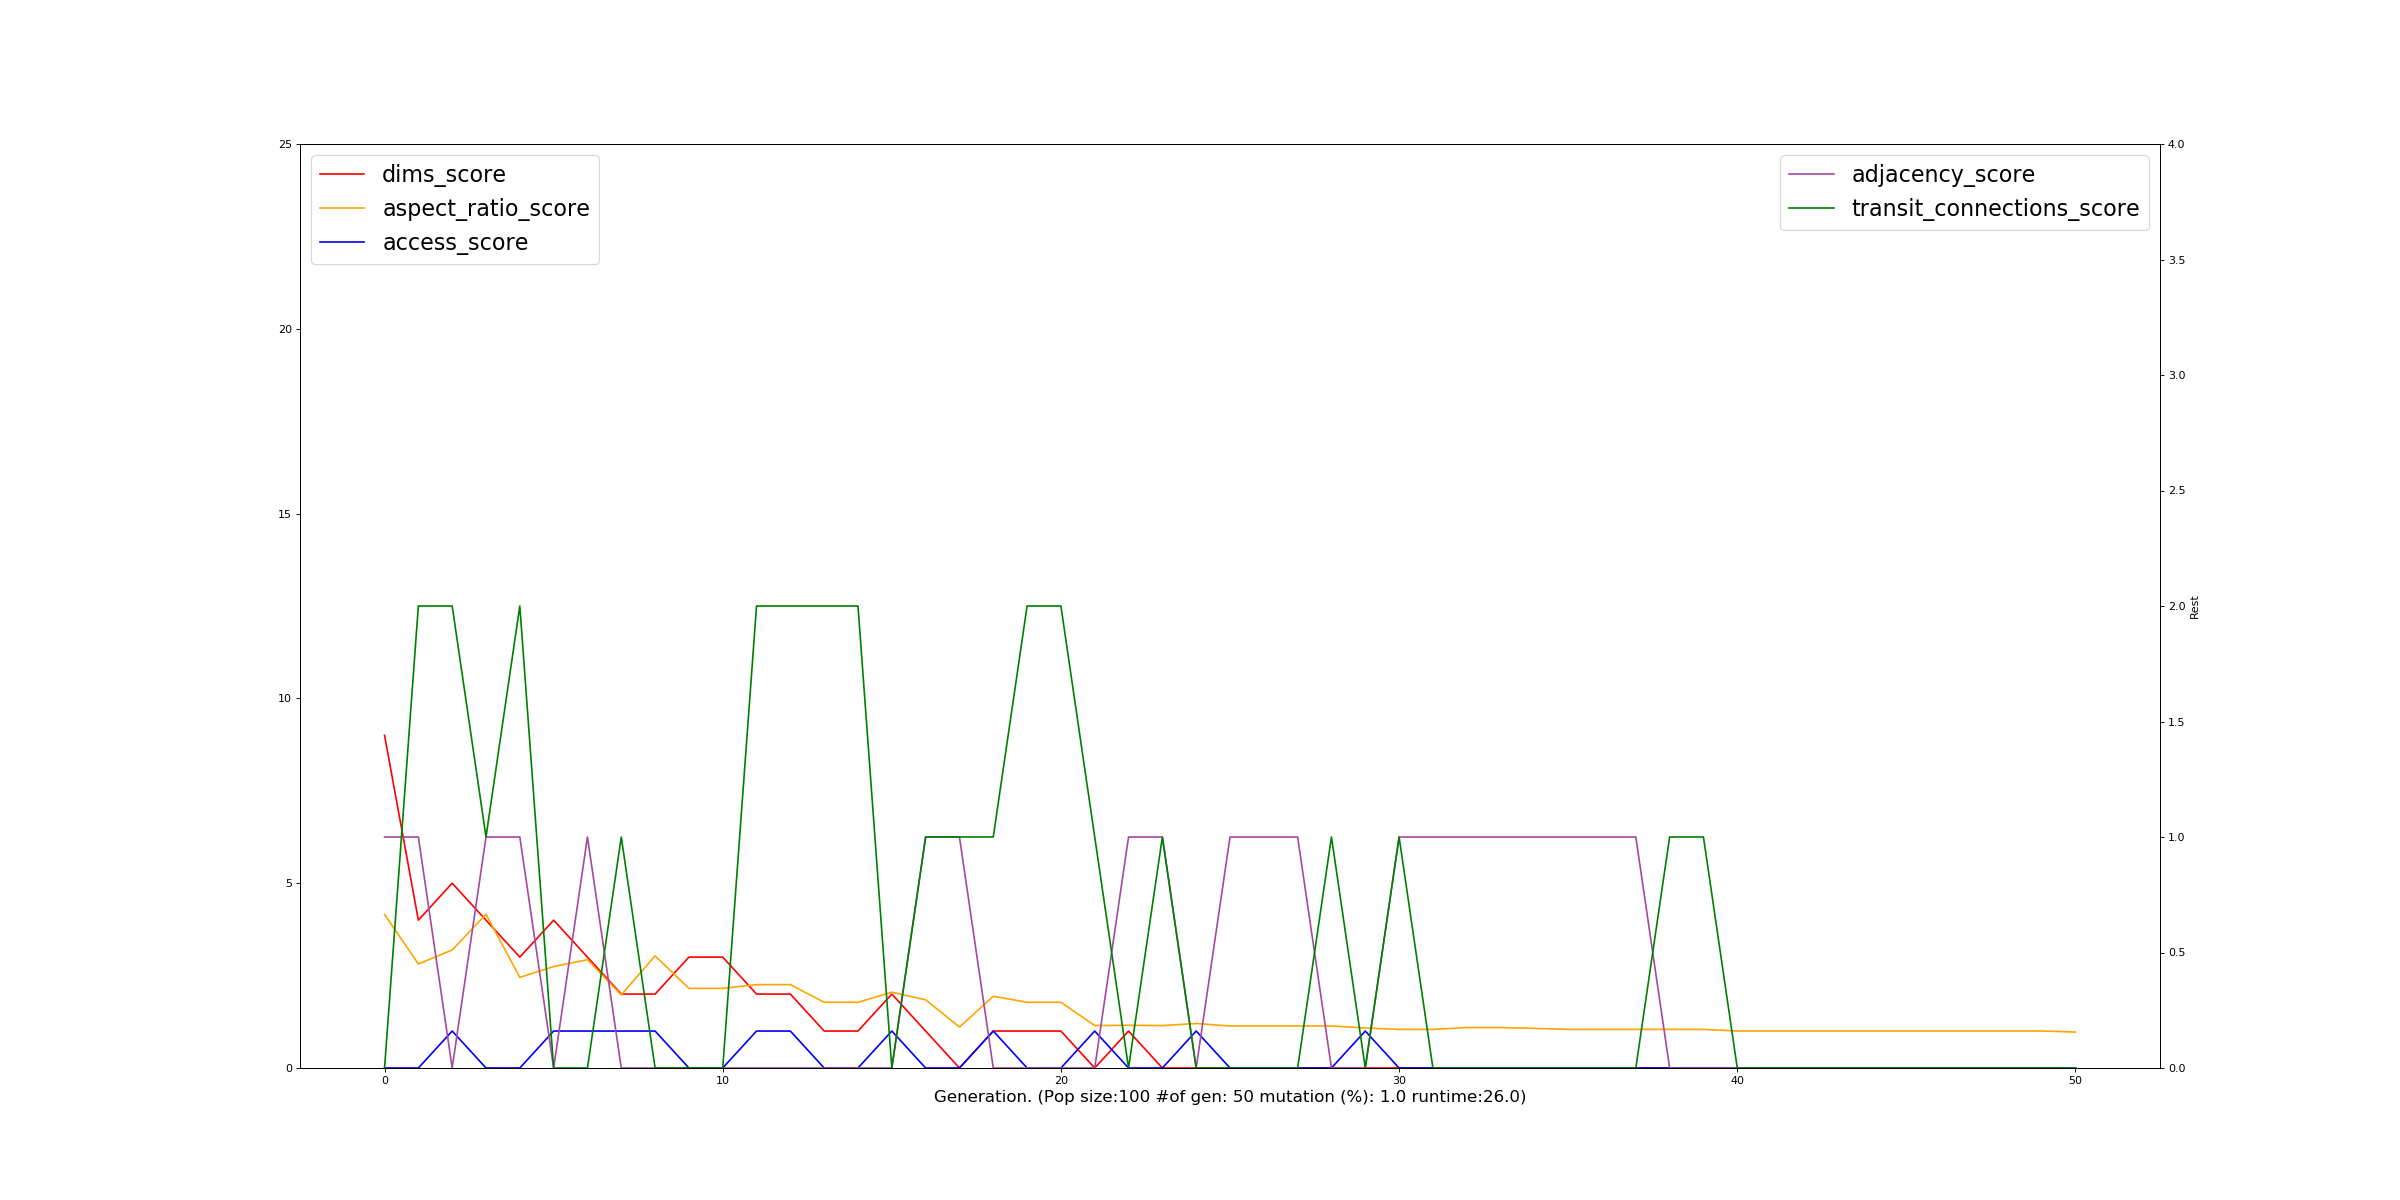 dims_score
aspect_ratio_score
access_score
adjacency_score
transit_connections_score
25
20
15
10
5
0
4.0
3.5
3.0
2.5
2.0
1.5
1.0
0.5
0.0
Rest
0 10 20 30 40 50
Generation. (Pop size:100 #of gen: 50 mutation (%): 1.0 runtime:26.0)